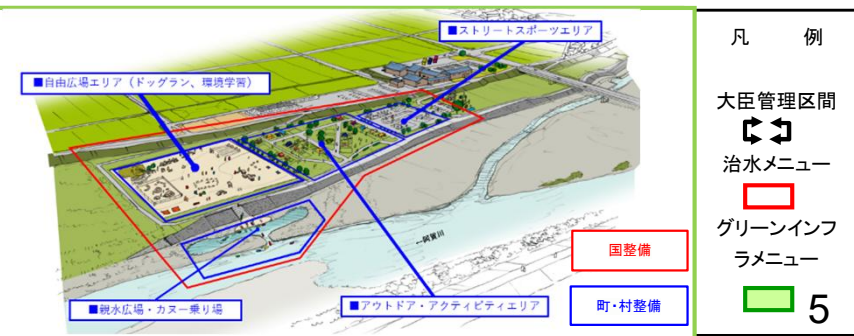 ■ストリートスポーツエリア
■自由広場エリア（ドッグラン、環境学習）
一阿賀川
国整備
■親水広場・カヌー乗り場
■アウトドア・アクティビティエリア
町・村整備
凡　例
大臣管理区間
治水メニュー
グリーンインフ
ラメニュー
5